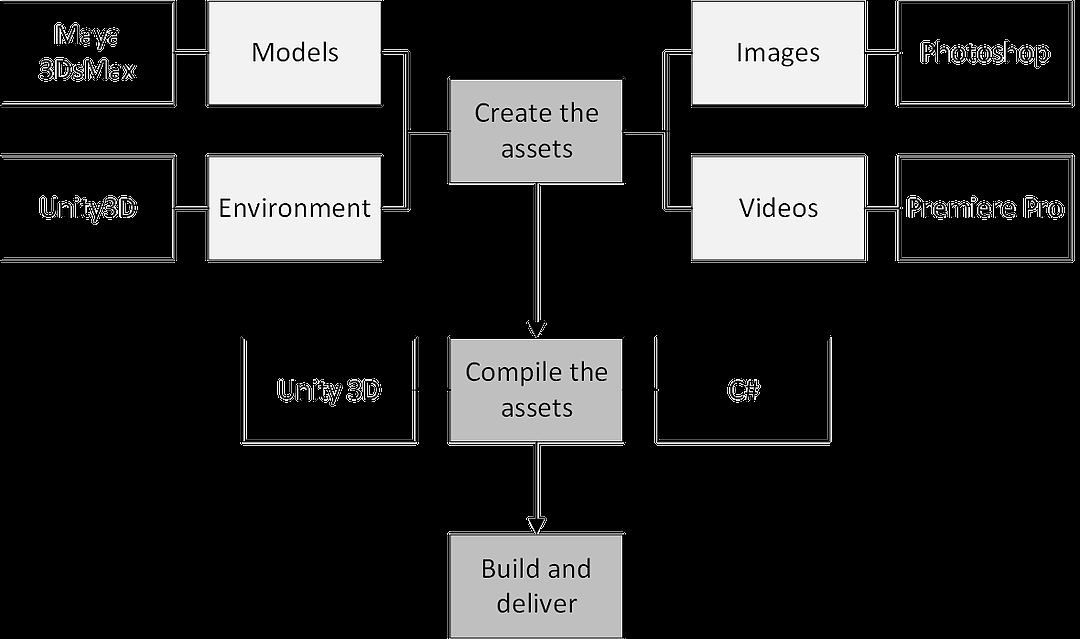 Maya
3DsMax
Models
Images
Photoshop
Create the
assets
Unity3D
Environment
Videos
Premiere Pro
Unity 3D
Compile the
assets
C#
Build and
deliver